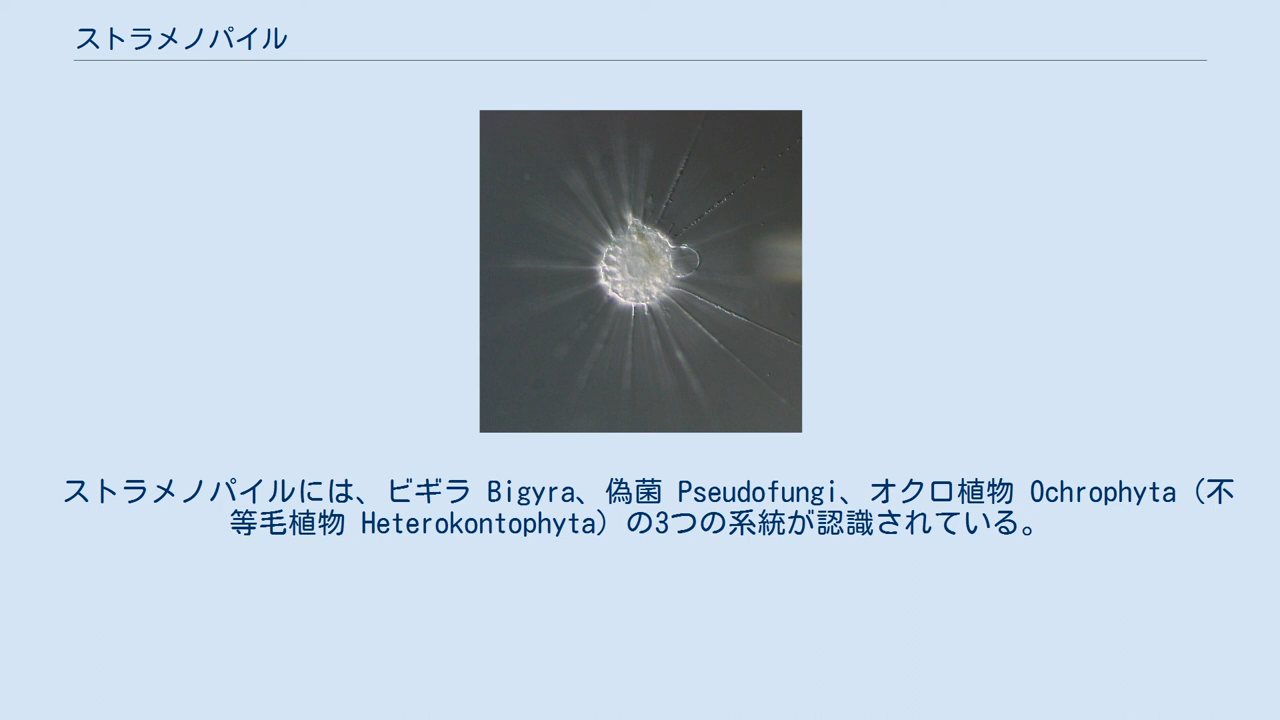 ストラメノパイル
ストラメノパイルには、ビギラ Bigyra、偽菌 Pseudofungi、オクロ植物 Ochrophyta（不
等毛植物 Heterokontophyta）の3つの系統が認識されている。